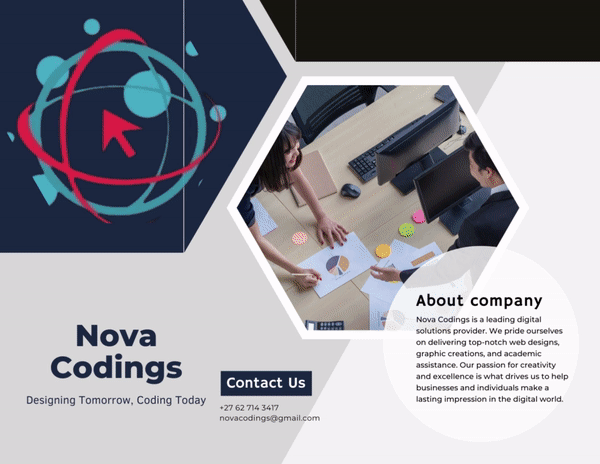 Nova
Codings
Designing Tomorrow, Coding Today
Contact Us
+27 62 714 3417
novacodings@gmail.com
About company
Nova Codings is a leading digital
solutions provider. We pride ourselves
on delivering top-notch web designs,
graphic creations, and academic
assistance. Our passion for creativity
and excellence is what drives us to help
businesses and individuals make a
lasting impression in the digital world.